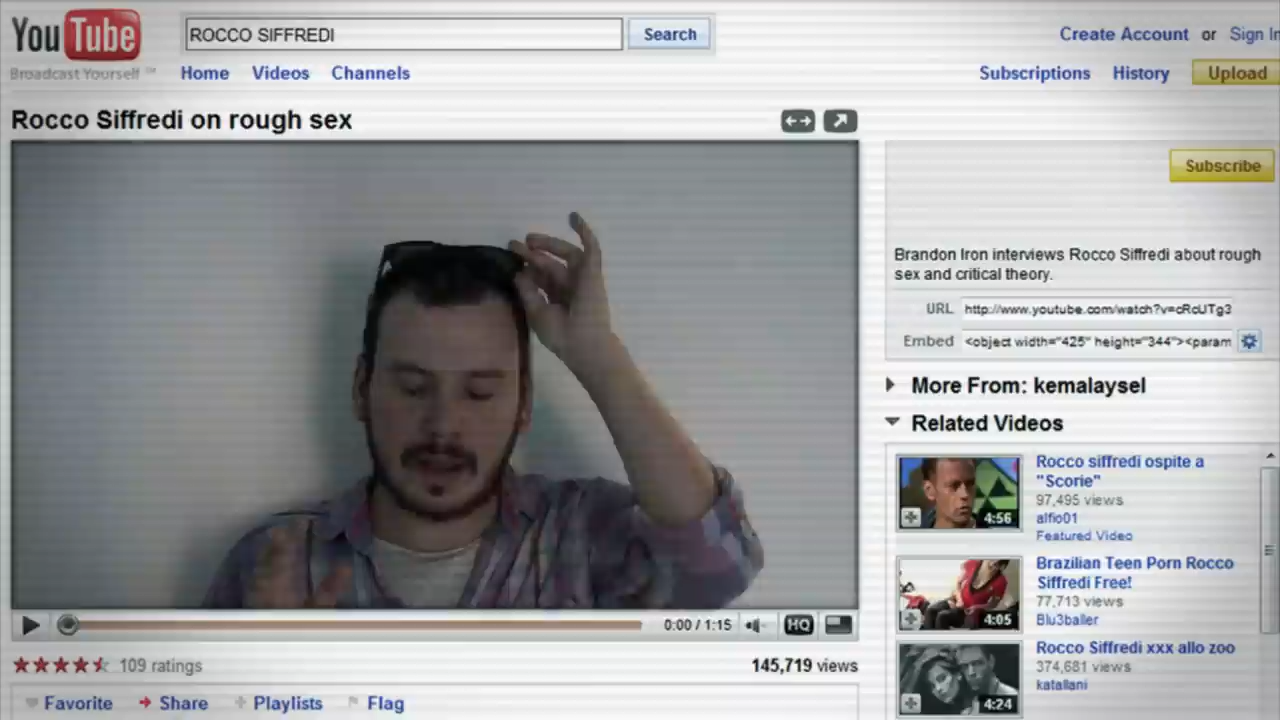 YouTube
Broadcast Yourself ™
ROCCO SIFFREDI
Search
Create Account or Sign In
Home Videos Channels
Subscriptions History Upload
Rocco Siffredi on rough sex
Subscribe
Brandon Iron interviews Rocco Siffredi about rough
sex and critical theory.
URL http://www.youtube.com/watch?v=cRcUTg3
Embed <object width="425" height="344"><param
More From: kemalaysel
Related Videos
Rocco siffredi ospite a
"Scorie"
97,495 views
alfio01
Featured Video
4:56
Brazilian Teen Porn Rocco
Siffredi Free!
77,713 views
Blu3baller
4:05
Rocco Siffredi xxx allo zoo
374,681 views
katallani
4:24
0:00 / 1:15 HQ
109 ratings
145,719 views
Favorite Share Playlists Flag